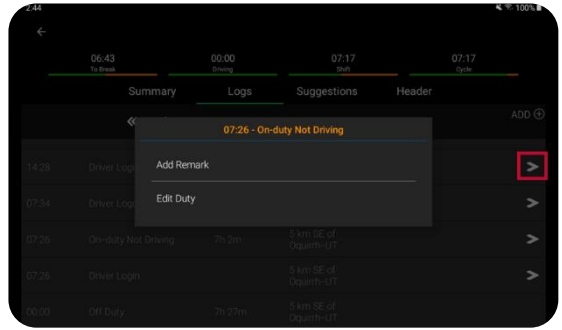 2:44
100%
06:43
To Break
00:00
Driving
07:17
Shift
07:17
Cycle
Summary Logs Suggestions Header
ADD
07:26 - On-duty Not Driving
Add Remark
Edit Duty
14:28 Driver Login
07:34 Driver
07:26 On-duty Not Driving 7h 2m 5 km SE of
Oquirrh-UT
07:26 Driver Login 5 km SE of
Oquirrh-UT
00:00 Off Duty 7h 27m 5 km SE of
Oquirrh-UT